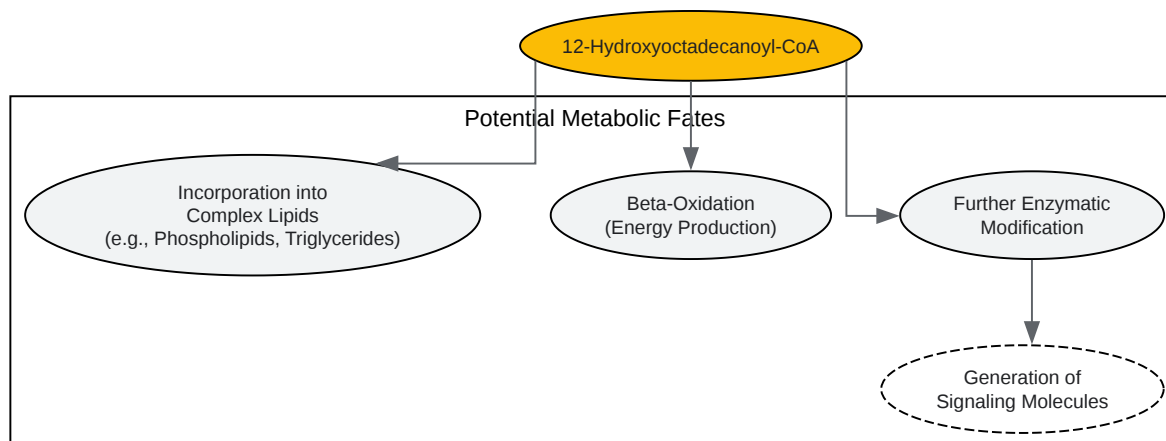 12-Hydroxyoctadecanoyl-CoA
Potential Metabolic Fates
Incorporation into
Complex Lipids
(e.g., Phospholipids, Triglycerides)
Beta-Oxidation
(Energy Production)
Further Enzymatic
Modification
Generation of
Signaling Molecules